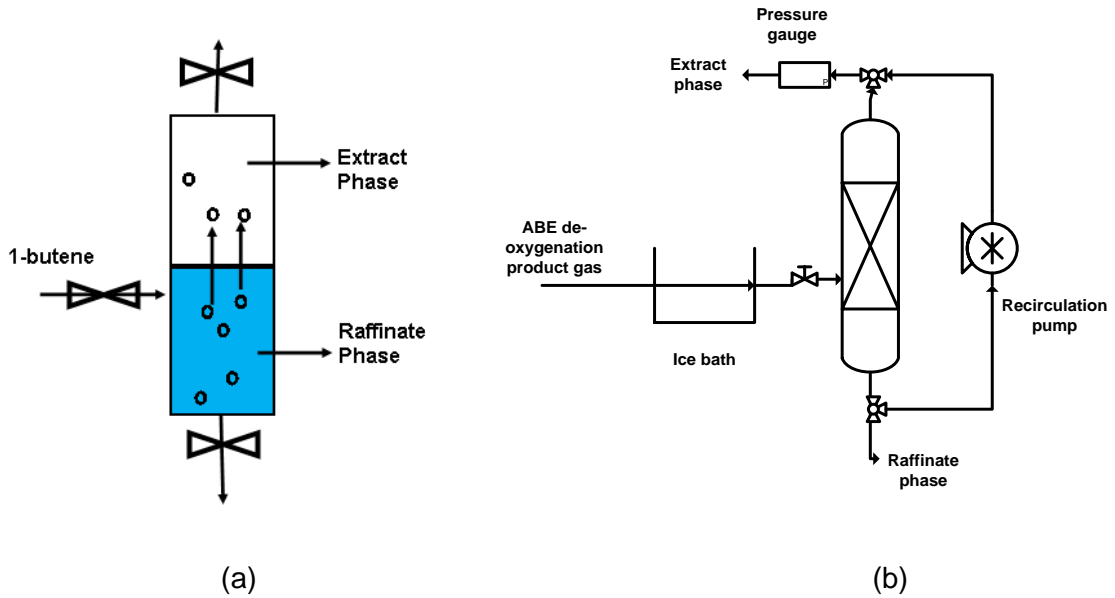 1-butene
Extract
Phase
Raffinate
Phase
(a)
Pressure
gauge
Extract
phase
P
ABE de-
oxygenation
product gas
Ice bath
Recirculation
pump
Raffinate
phase
(b)